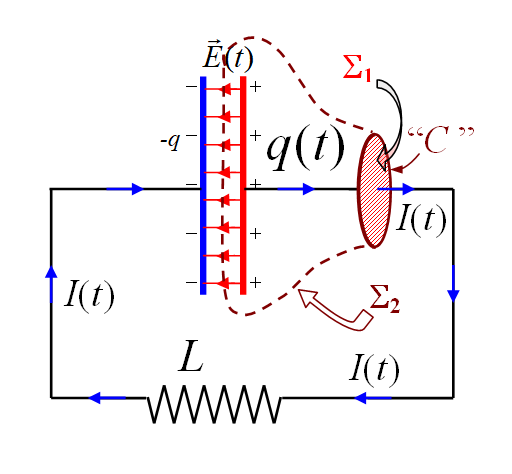 E⃗(t)
Σ₁
− +
-q − + q(t) “C”
− +
I(t)
− +
I(t)
− +
Σ₂
L
I(t)